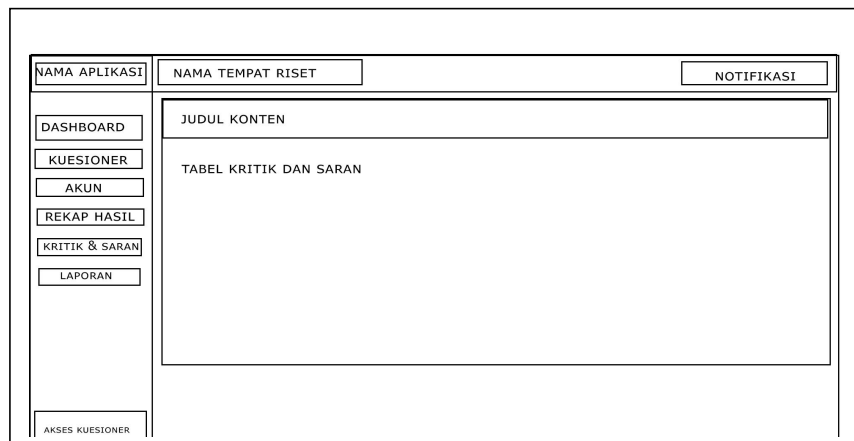 NAMA APLIKASI
NAMA TEMPAT RISET
NOTIFIKASI
DASHBOARD
KUESIONER
AKUN
REKAP HASIL
KRITIK & SARAN
LAPORAN
AKSES KUESIONER
JUDUL KONTEN
TABEL KRITIK DAN SARAN